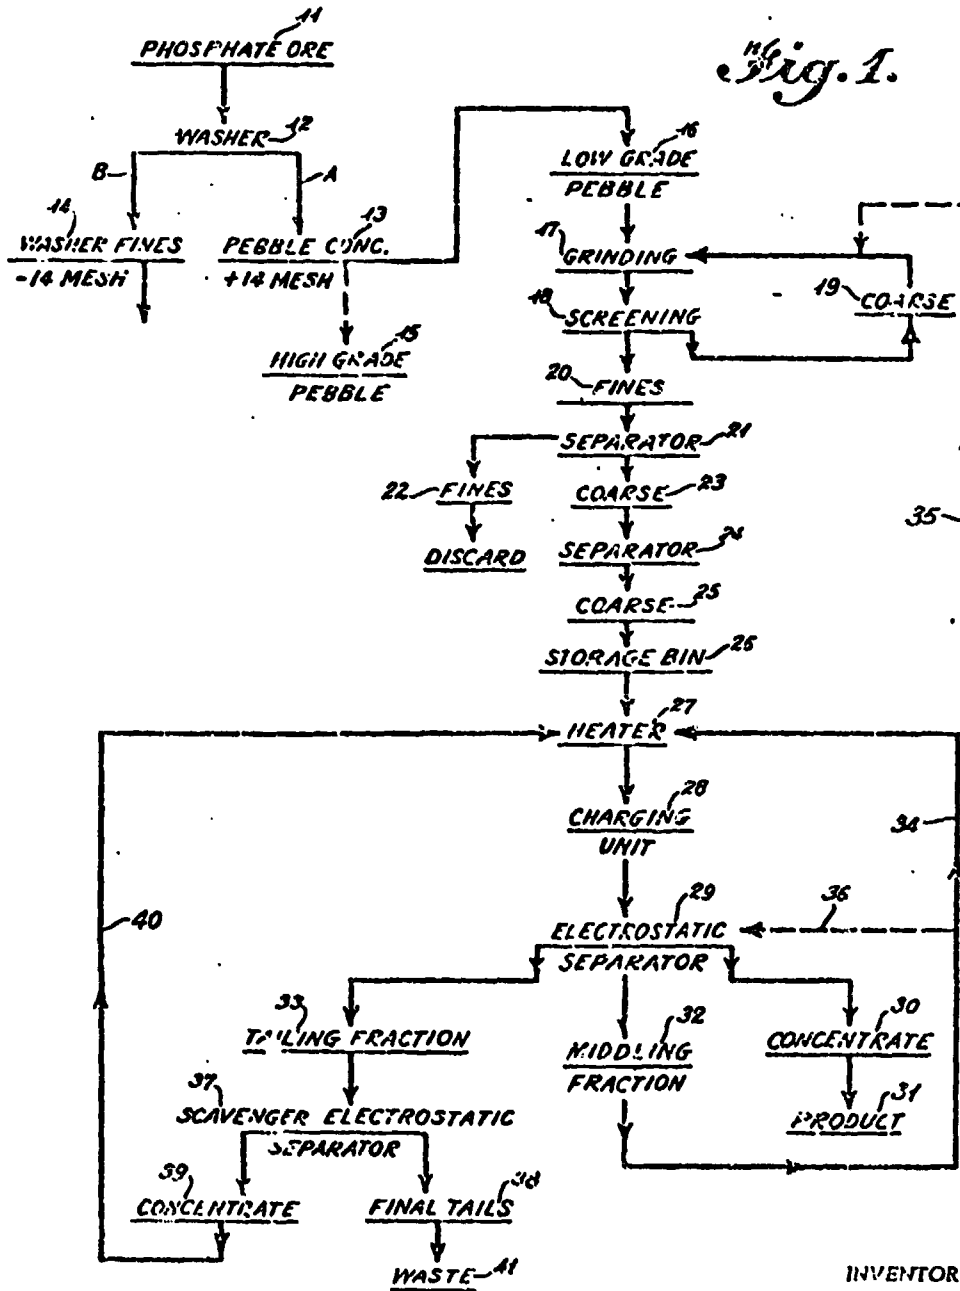 Fig. 1.
11
PHOSPHATE ORE
WASHER 12
B
A
14
WASHER FINES
-14 MESH
13
PEBBLE CONC.
+14 MESH
15
HIGH GRADE
PEBBLE
16
LOW GRADE
PEBBLE
17
GRINDING
18 SCREENING
19 COARSE
20 FINES
SEPARATOR 21
22 FINES
DISCARD
COARSE 23
SEPARATOR 24
35
COARSE 25
STORAGE BIN 26
27
HEATER
28
CHARGING
UNIT
34
40
29
ELECTROSTATIC
SEPARATOR
36
33
TAILING FRACTION
32
MIDDLING
FRACTION
30
CONCENTRATE
31
PRODUCT
37
SCAVENGER ELECTROSTATIC
SEPARATOR
39
CONCENTRATE
38
FINAL TAILS
WASTE 41
INVENTOR